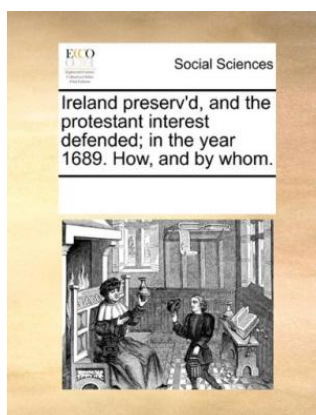 ECCO
Social Sciences
Ireland preserv'd, and the
protestant interest
defended; in the year
1689. How, and by whom.